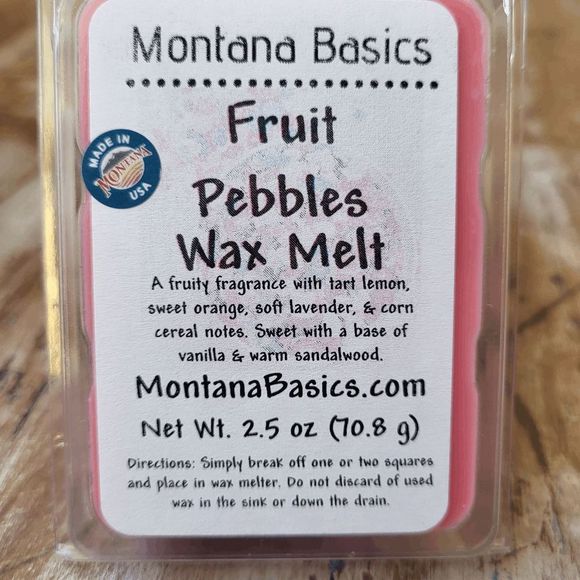 Montana Basics
Fruit
MADE IN
MONTANA
USA
Pebbles
Wax Melt
A fruity fragrance with tart lemon,
sweet orange, soft lavender, & corn
cereal notes. Sweet with a base of
vanilla & warm sandalwood.
MontanaBasics.com
Net Wt. 2.5 oz (70.8 g)
Directions: Simply break off one or two squares
and place in wax melter. Do not discard of used
wax in the sink or down the drain.